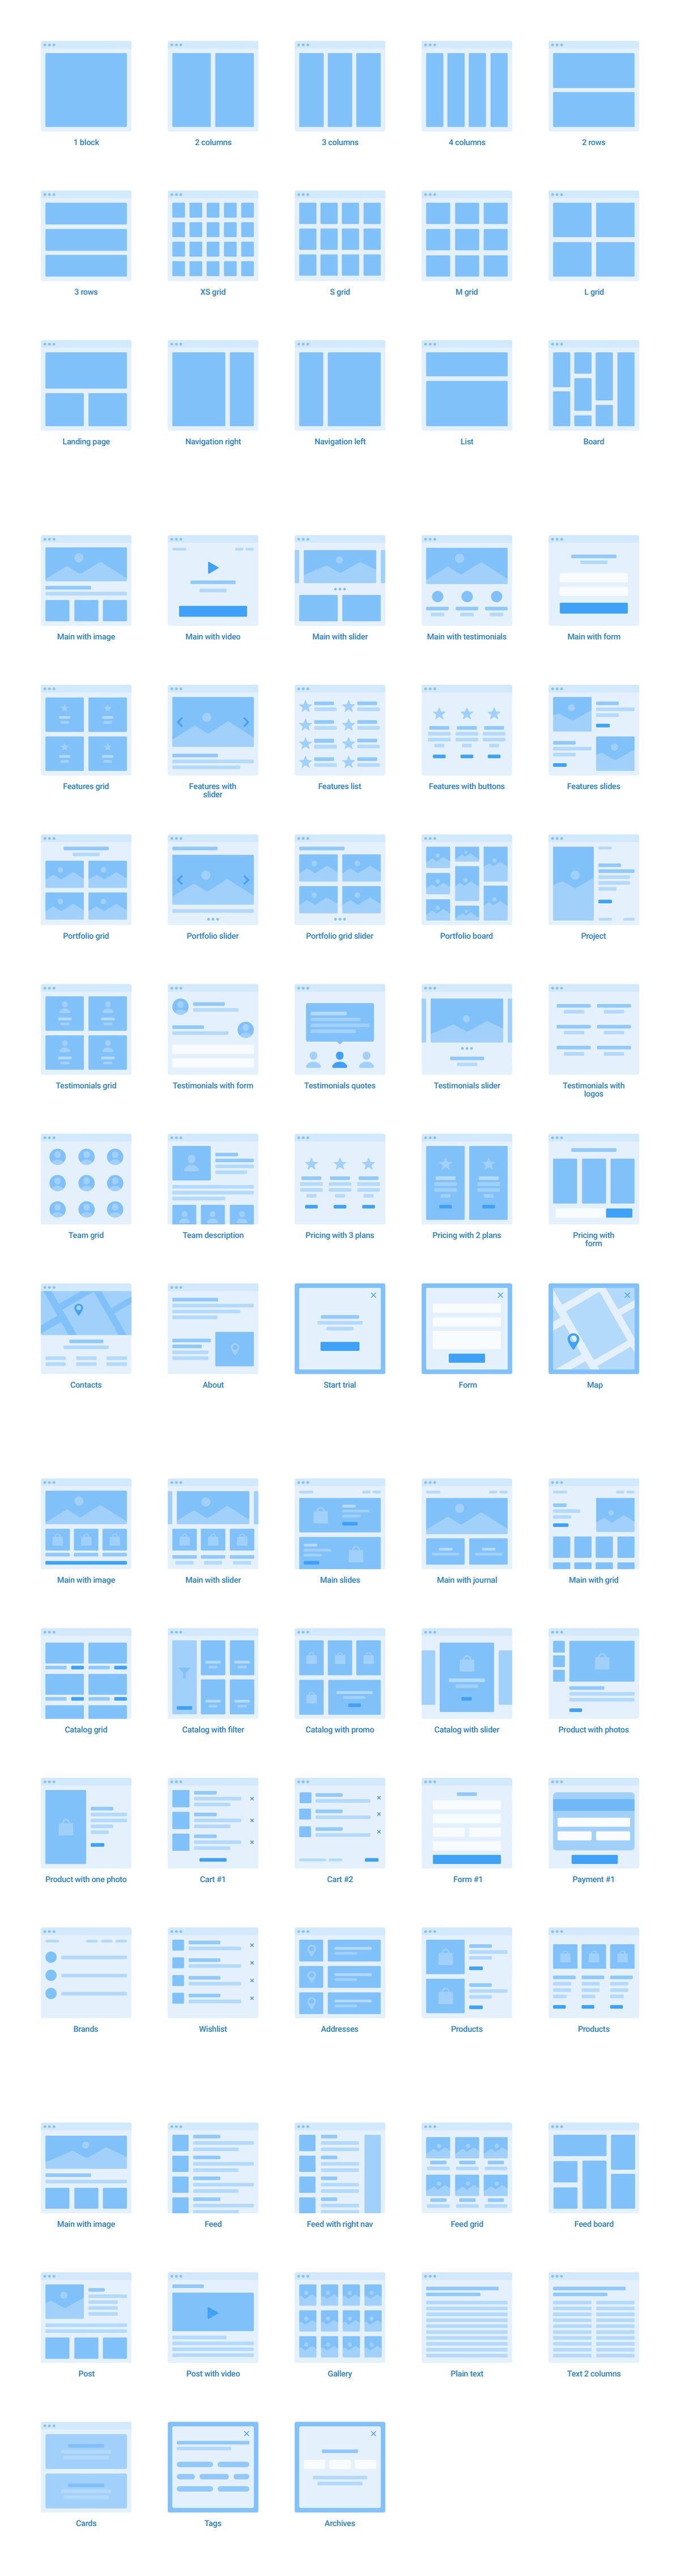 1 block
2 columns
3 columns
4 columns
2 rows
3 rows
XS grid
S grid
M grid
L grid
Landing page
Navigation right
Navigation left
List
Board
Main with image
Main with video
Main with slider
Main with testimonials
Main with form
Features grid
Features with
slider
Features list
Features with buttons
Features slides
Portfolio grid
Portfolio slider
Portfolio grid slider
Portfolio board
Project
Testimonials grid
Testimonials with form
Testimonials quotes
Testimonials slider
Testimonials with
logos
Team grid
Team description
Pricing with 3 plans
Pricing with 2 plans
Pricing with
form
Contacts
About
Start trial
Form
Map
Main with image
Main with slider
Main slides
Main with journal
Main with grid
Catalog grid
Catalog with filter
Catalog with promo
Catalog with slider
Product with photos
Product with one photo
Cart #1
Cart #2
Form #1
Payment #1
Brands
Wishlist
Addresses
Products
Products
Main with image
Feed
Feed with right nav
Feed grid
Feed board
Post
Post with video
Gallery
Plain text
Text 2 columns
Cards
Tags
Archives